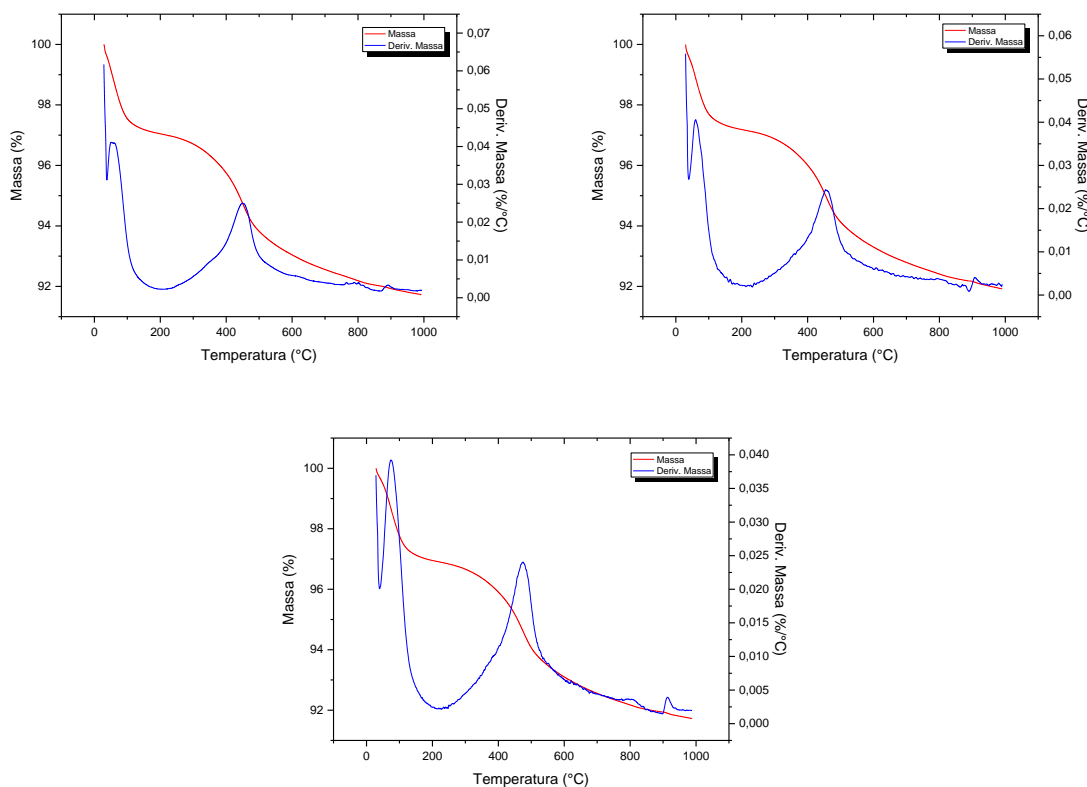 Massa
Deriv. Massa
100
98
96
94
92
Massa (%)
0,07
0,06
0,05
0,04
0,03
0,02
0,01
0,00
Deriv. Massa (%/°C)
0 200 400 600 800 1000
Temperatura (°C)
Massa
Deriv. Massa
100
98
96
94
92
Massa (%)
0,06
0,05
0,04
0,03
0,02
0,01
0,00
Deriv. Massa (%/°C)
0 200 400 600 800 1000
Temperatura (°C)
Massa
Deriv. Massa
100
98
96
94
92
Massa (%)
0,040
0,035
0,030
0,025
0,020
0,015
0,010
0,005
0,000
Deriv. Massa (%/°C)
0 200 400 600 800 1000
Temperatura (°C)